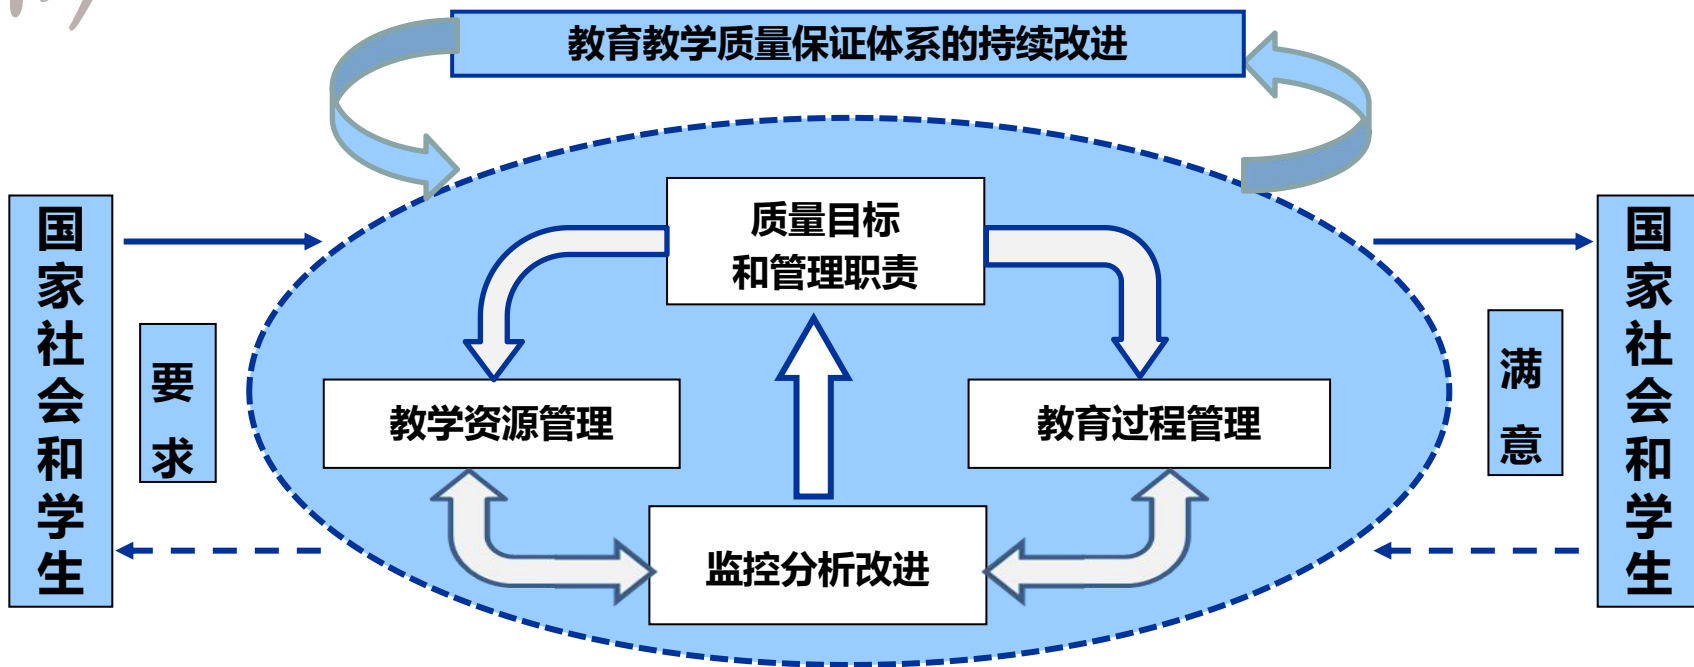 教育教学质量保证体系的持续改进
国家社会和学生
要求
质量目标
和管理职责
教学资源管理
教育过程管理
监控分析改进
满意
国家社会和学生